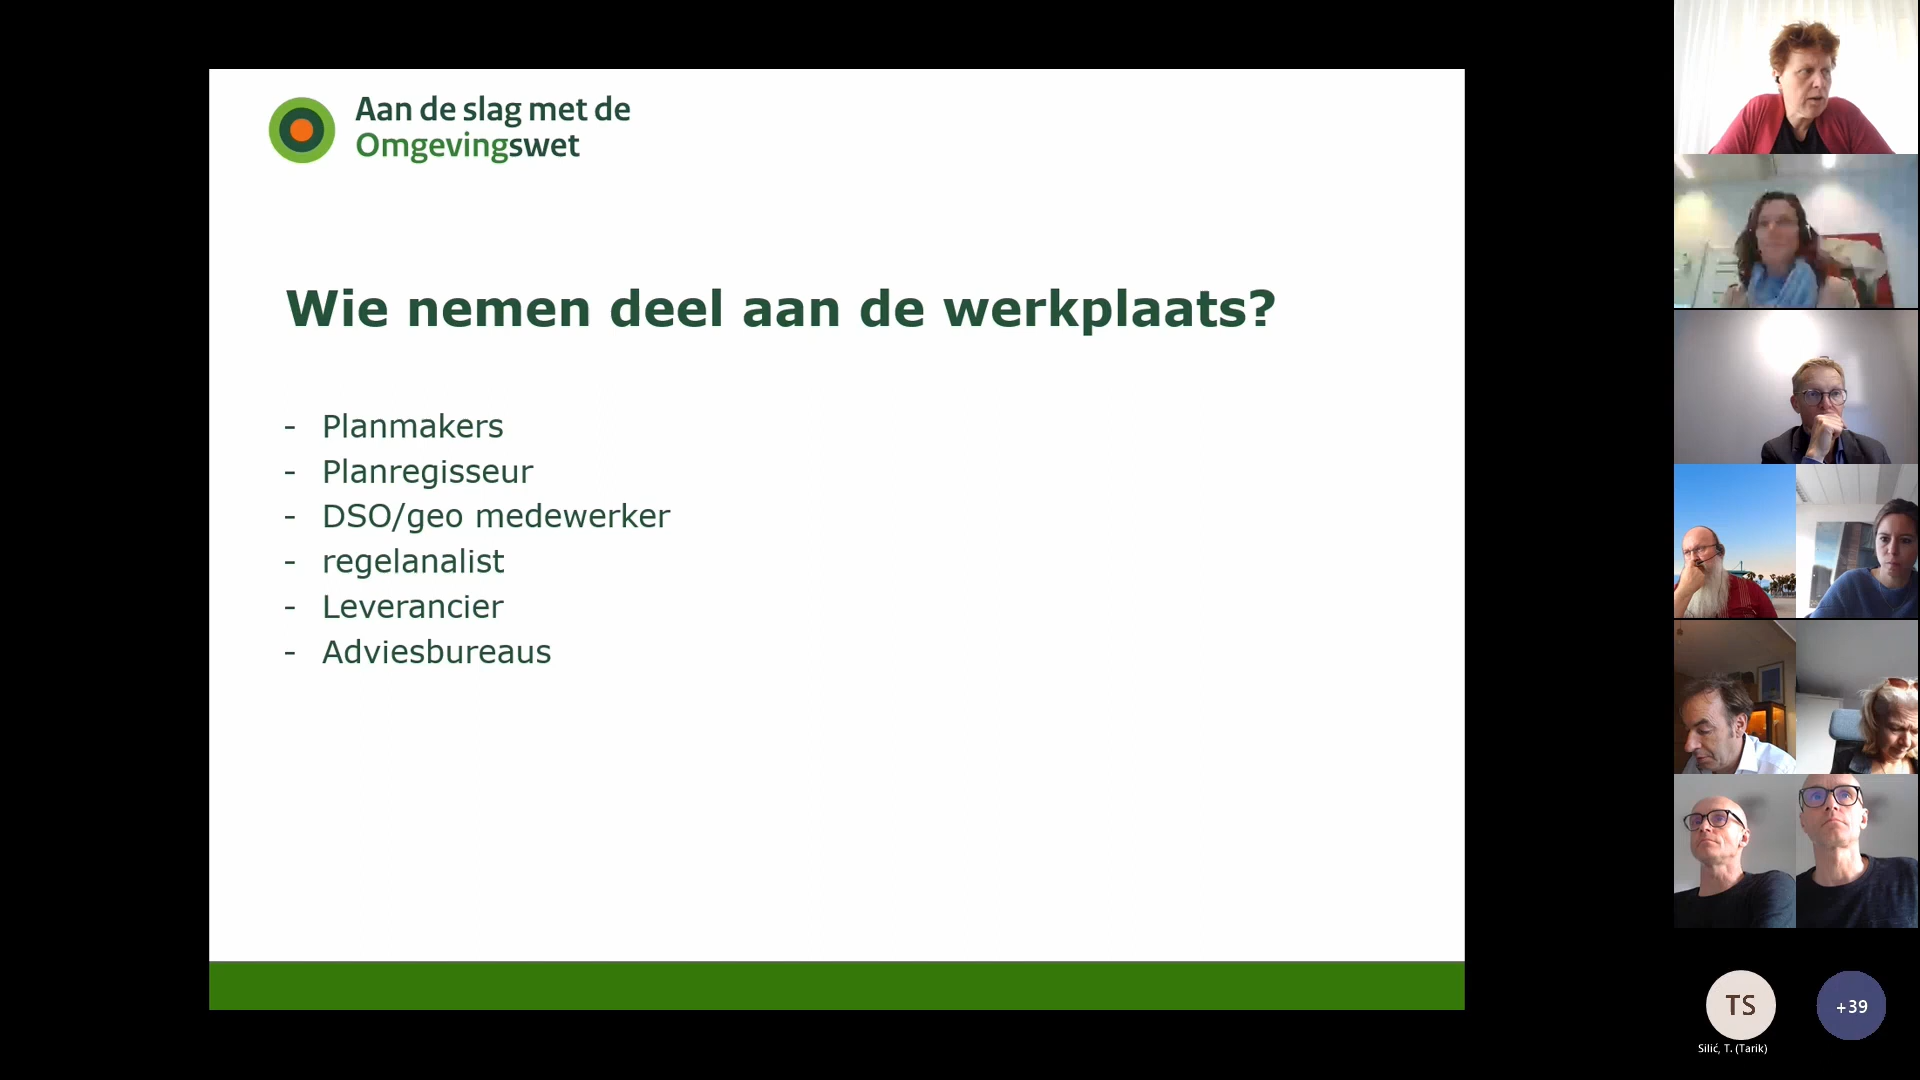 Aan de slag met de
Omgevingswet
Wie nemen deel aan de werkplaats?
- Planmakers
- Planregisseur
- DSO/geo medewerker
- regelanalist
- Leverancier
- Adviesbureaus
TS
+39
Silić, T. (Tarik)